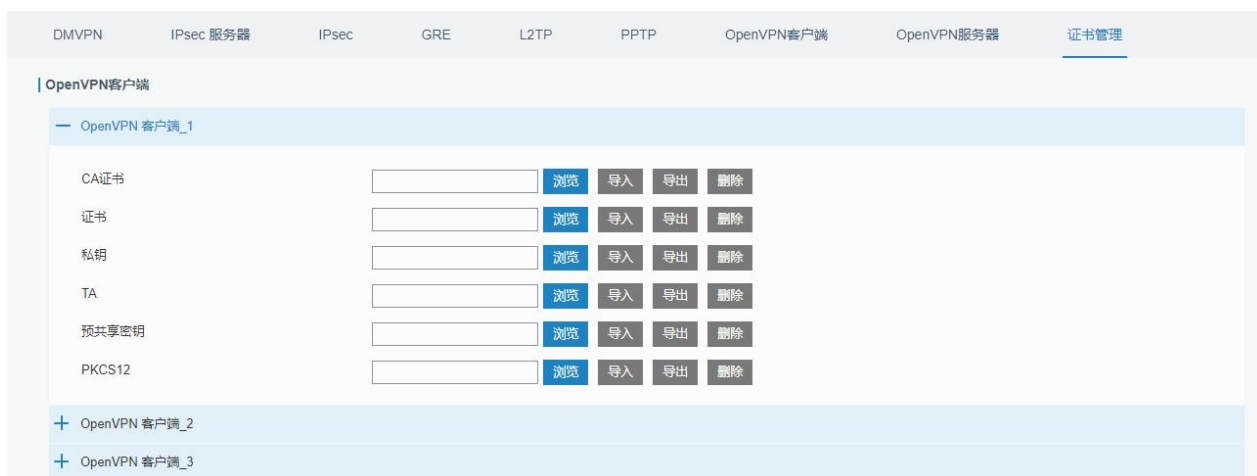 DMVPN IPsec 服务器 IPsec GRE L2TP PPTP OpenVPN客户端 OpenVPN服务器 证书管理
OpenVPN客户端
OpenVPN 客户端_1
CA证书 浏览 导入 导出 删除
证书 浏览 导入 导出 删除
私钥 浏览 导入 导出 删除
TA 浏览 导入 导出 删除
预共享密钥 浏览 导入 导出 删除
PKCS12 浏览 导入 导出 删除
OpenVPN 客户端_2
OpenVPN 客户端_3